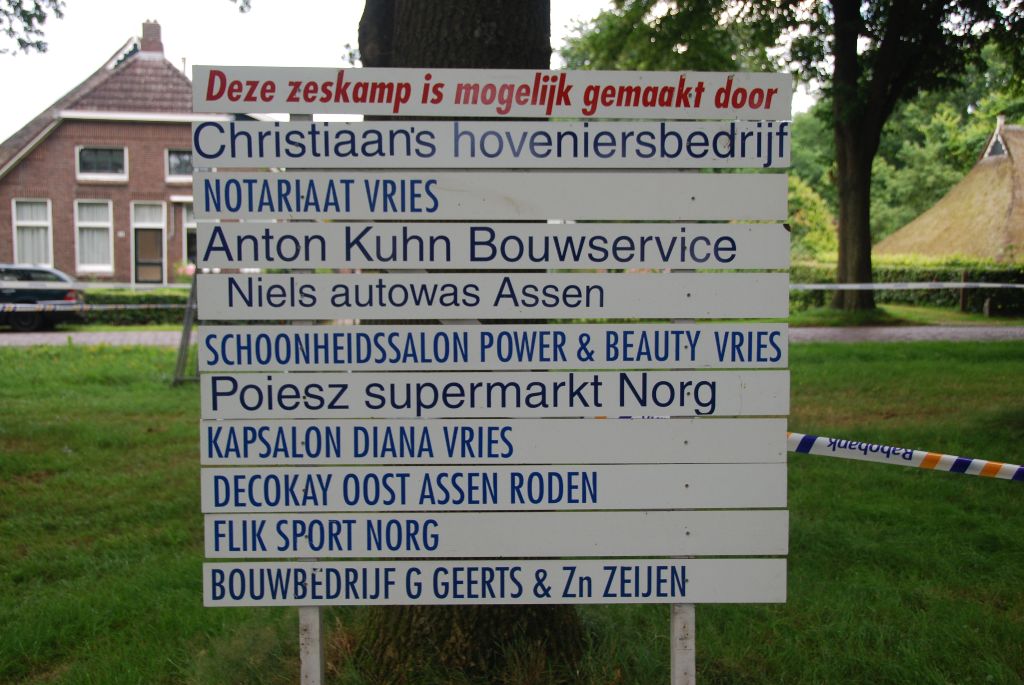 Deze zeskamp is mogelijk gemaakt door
Christiaan's hoveniersbedrijf
NOTARIAAT VRIES
Anton Kuhn Bouwservice
Niels autowas Assen
SCHOONHEIDSSALON POWER & BEAUTY VRIES
Poiesz supermarkt Norg
KAPSALON DIANA VRIES
Rabobank
DECOKAY OOST ASSEN RODEN
FLIK SPORT NORG
BOUWBEDRIJF G GEERTS & Zn ZEIJEN